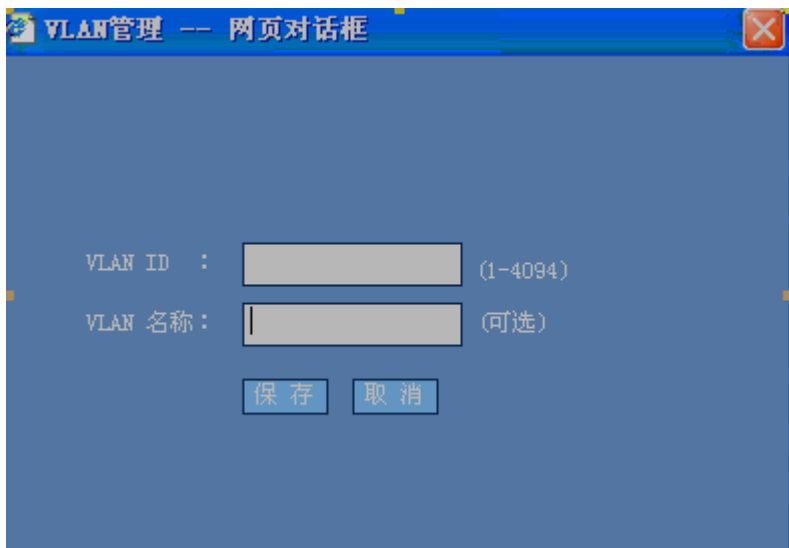 VLAN管理 -- 网页对话框
VLAN ID : (1-4094)
VLAN 名称: (可选)
保存 取消